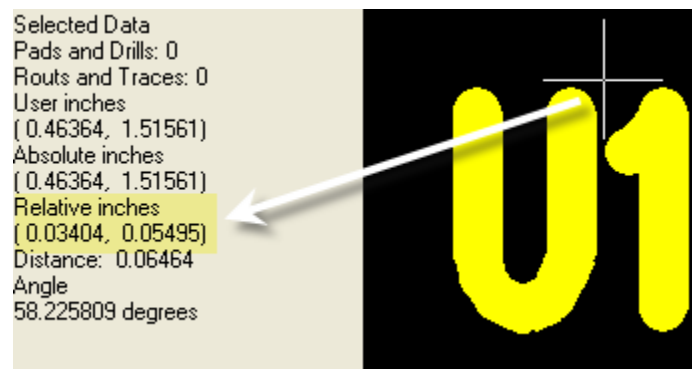 Selected Data
Pads and Drills: 0
Routs and Traces: 0
User inches
( 0.46364,  1.51561)
Absolute inches
( 0.46364,  1.51561)
Relative inches
( 0.03404,  0.05495)
Distance:  0.06464
Angle
58.225809 degrees
U1